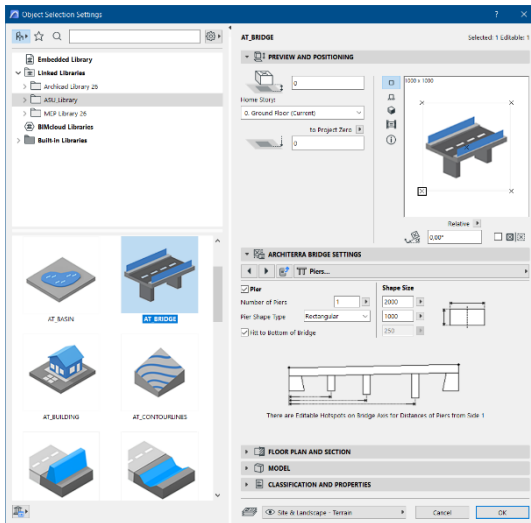 Object Selection Settings
Embedded Library
Linked Libraries
Archicad Library 26
ATU_Library
MEP Library 26
BIMcloud Libraries
Built-in Libraries
AT_BASIN
AT_BRIDGE
AT_BUILDING
AT_CONTOURLINES
AT_BRIDGE
Selected: 1 Editable: 1
PREVIEW AND POSITIONING
0
Home Story:
0. Ground Floor (Current)
to Project Zero
0
1000 x 1000
Relative
0.00°
ARCHITERRA BRIDGE SETTINGS
Piers...
Pier
Shape Size
Number of Piers
1
2000
Pier Shape Type
Rectangular
1000
Fit to Bottom of Bridge
250
There are Editable Hotspots on Bridge Axis for Distances of Piers from Side 1
FLOOR PLAN AND SECTION
MODEL
CLASSIFICATION AND PROPERTIES
Site & Landscape - Terrain
Cancel
OK